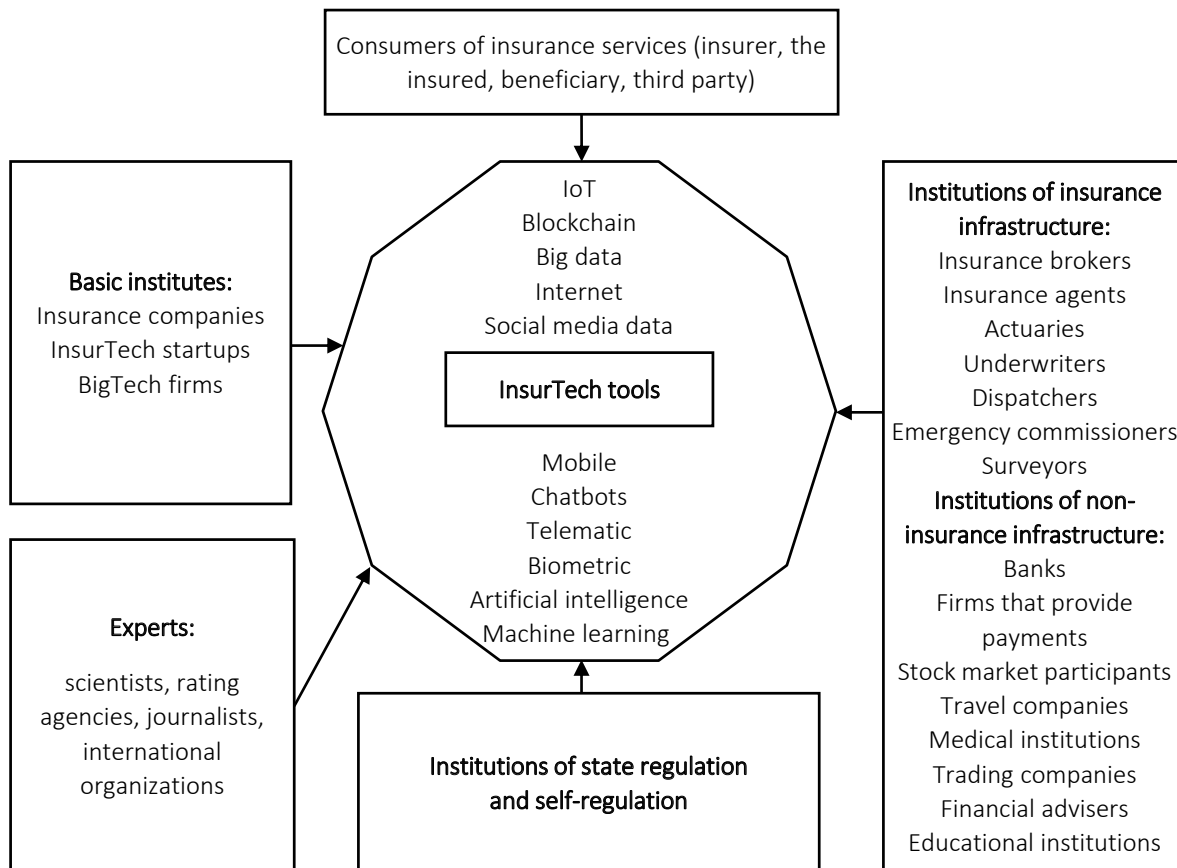 Consumers of insurance services (insurer, the
insured, beneficiary, third party)
Basic institutes:
Insurance companies
InsurTech startups
BigTech firms
Experts:
scientists, rating
agencies, journalists,
international
organizations
IoT
Blockchain
Big data
Internet
Social media data
InsurTech tools
Mobile
Chatbots
Telematic
Biometric
Artificial intelligence
Machine learning
Institutions of state regulation
and self-regulation
Institutions of insurance
infrastructure:
Insurance brokers
Insurance agents
Actuaries
Underwriters
Dispatchers
Emergency commissioners
Surveyors
Institutions of non-
insurance infrastructure:
Banks
Firms that provide
payments
Stock market participants
Travel companies
Medical institutions
Trading companies
Financial advisers
Educational institutions